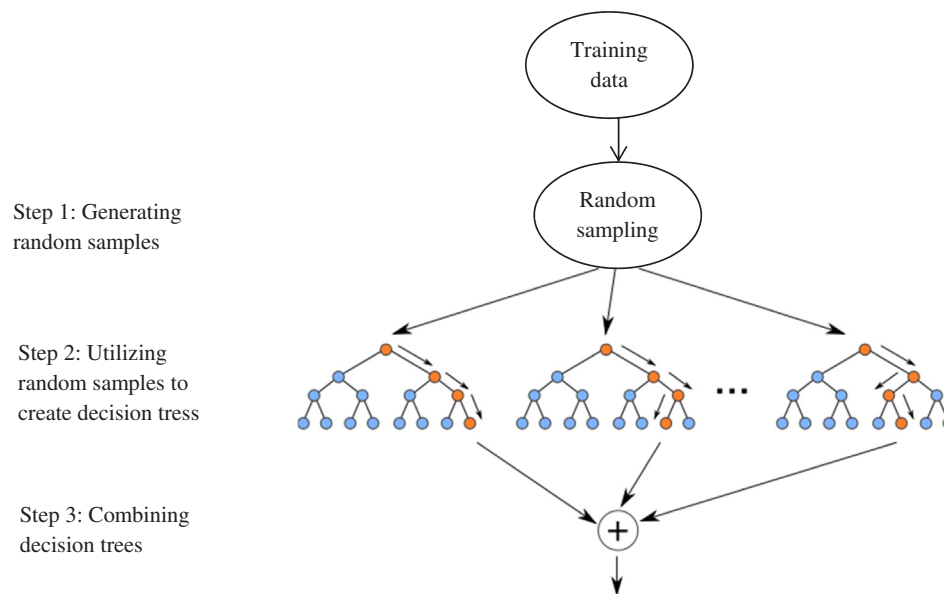 Training
data
Random
sampling
Step 1: Generating
random samples
Step 2: Utilizing
random samples to
create decision tress
...
Step 3: Combining
decision trees
+